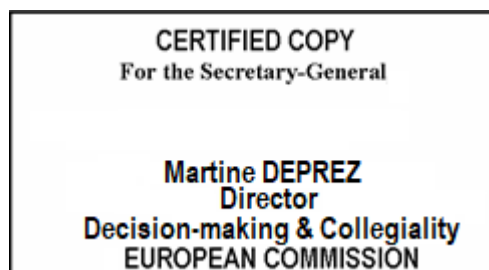 CERTIFIED COPY
For the Secretary-General
Martine DEPREZ
Director
Decision-making & Collegiality
EUROPEAN COMMISSION